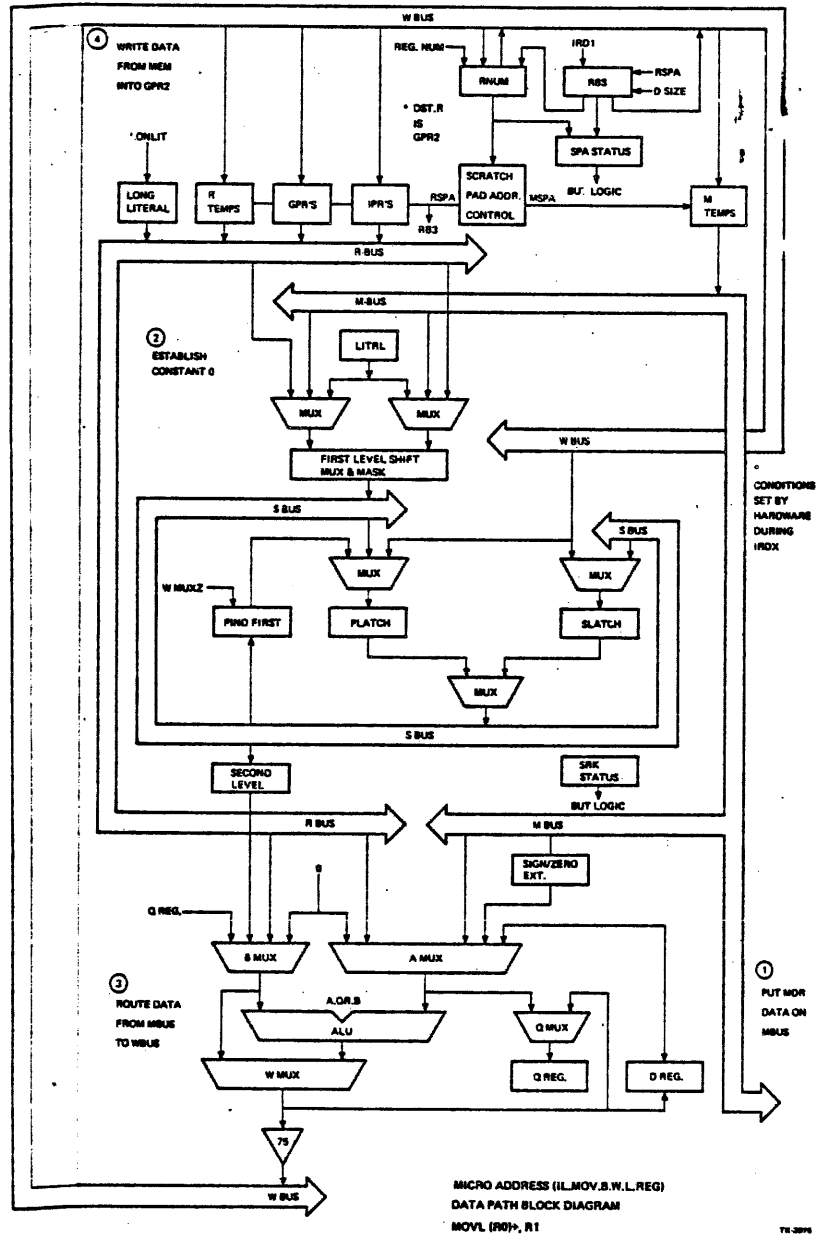 W BUS
4
WRITE DATA
FROM MEM
INTO GPR2
REG. NUM
IRD1
RNUM
RBS
RSPA
D SIZE
* DST.R
IS
GPR2
SPA STATUS
BUT. LOGIC
.ONLIT
LONG
LITERAL
R
TEMPS
GPR'S
IPR'S
RSPA
RB3
SCRATCH
PAD ADDR.
CONTROL
MSPA
M
TEMPS
R-BUS
M-BUS
2
ESTABLISH
CONSTANT 0
LITRL
MUX
MUX
W BUS
FIRST LEVEL SHIFT
MUX & MASK
CONDITIONS
SET BY
HARDWARE
DURING
IRDX
S BUS
S BUS
MUX
MUX
W MUXZ
FIND FIRST
PLATCH
SLATCH
MUX
S BUS
SECOND
LEVEL
SRK
STATUS
BUT LOGIC
R BUS
M BUS
SIGN/ZERO
EXT.
Q REG.
B MUX
A MUX
3
ROUTE DATA
FROM MBUS
TO WBUS
A.OR.B
ALU
Q MUX
1
PUT MDR
DATA ON
MBUS
W MUX
Q REG.
D REG.
75
W BUS
MICRO ADDRESS (IL.MOV.B.W.L.REG)
DATA PATH BLOCK DIAGRAM
MOVL (R0)+, R1